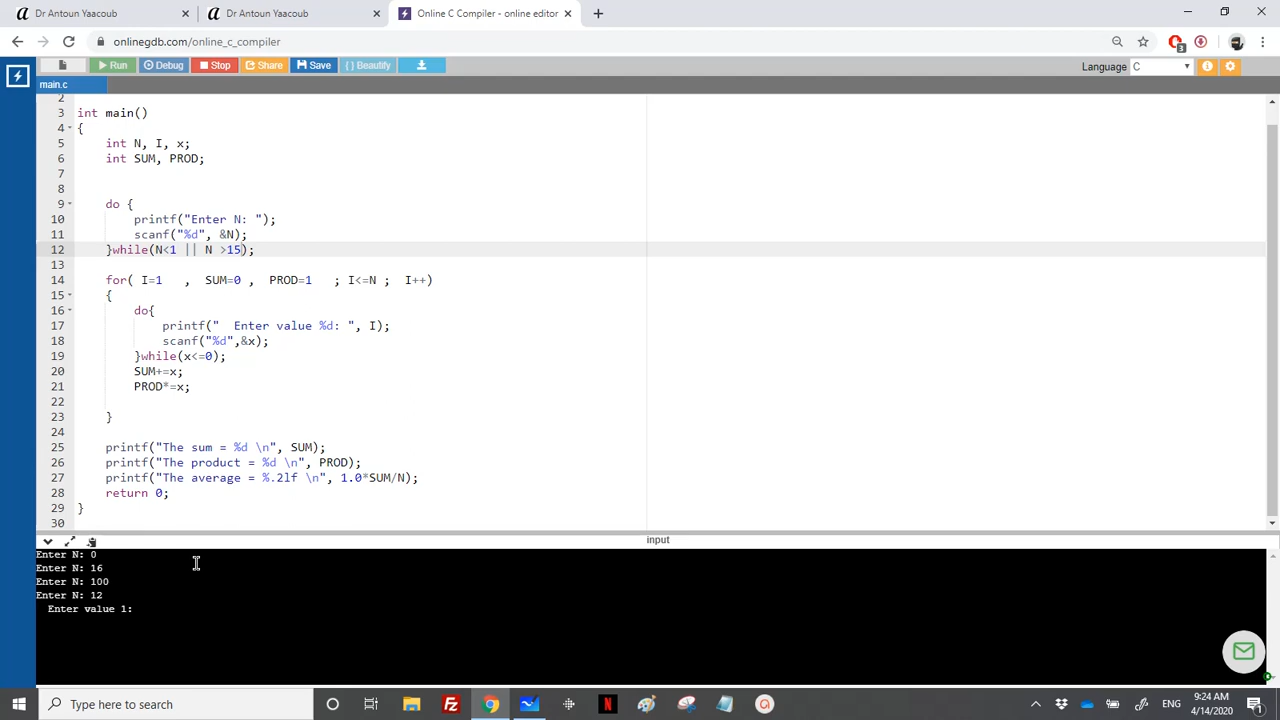 Dr Antoun Yaacoub
Dr Antoun Yaacoub
Online C Compiler - online editor
onlinegdb.com/online_c_compiler
3
Run
Debug
Stop
Share
Save
{ } Beautify
Language
C
main.c
2
3 int main()
4 {
5 int N, I, x;
6 int SUM, PROD;
7
8
9 do {
10 printf("Enter N: ");
11 scanf("%d", &N);
12 }while(N<1 || N >15);
13
14 for( I=1 , SUM=0 , PROD=1 ; I<=N ; I++)
15 {
16 do{
17 printf("  Enter value %d: ", I);
18 scanf("%d",&x);
19 }while(x<=0);
20 SUM+=x;
21 PROD*=x;
22
23 }
24
25 printf("The sum = %d \n", SUM);
26 printf("The product = %d \n", PROD);
27 printf("The average = %.2lf \n", 1.0*SUM/N);
28 return 0;
29 }
30
input
Enter N: 0
Enter N: 16
Enter N: 100
Enter N: 12
Enter value 1:
Type here to search
ENG
9:24 AM
4/14/2020
1